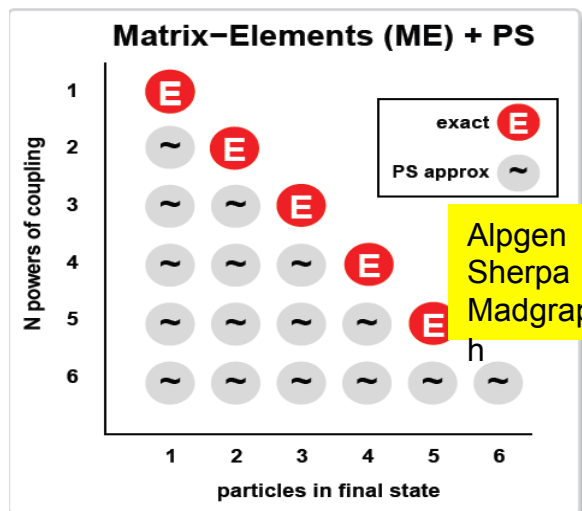 Matrix−Elements (ME) + PS
N powers of coupling
1 E
2 ~ E
3 ~ ~ E
4 ~ ~ ~ E
5 ~ ~ ~ ~ E
6 ~ ~ ~ ~ ~ ~
exact E
PS approx ~
Alpgen
Sherpa
Madgrap
h
1 2 3 4 5 6
particles in final state